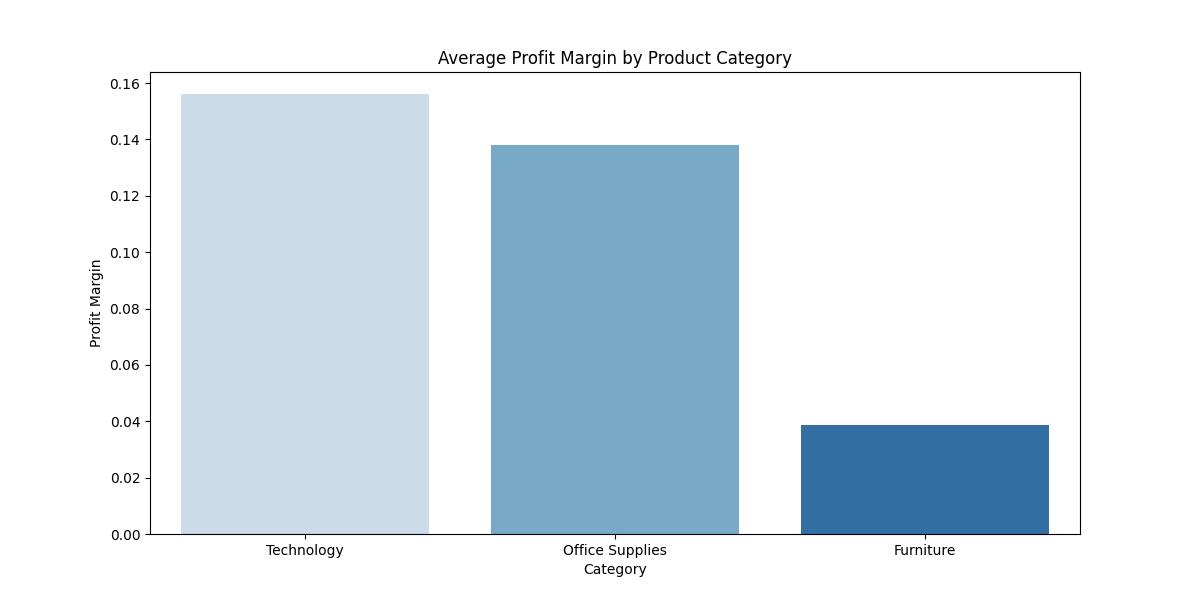 Average Profit Margin by Product Category
Profit Margin
0.16
0.14
0.12
0.10
0.08
0.06
0.04
0.02
0.00
Technology
Office Supplies
Furniture
Category